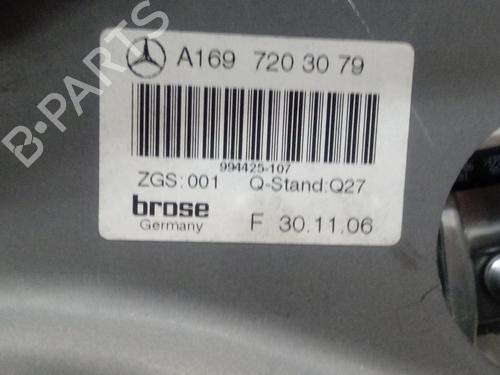 A169 720 30 79
994425-107
ZGS:001 Q-Stand:Q27
brose
Germany F 30.11.06
B-PARTS